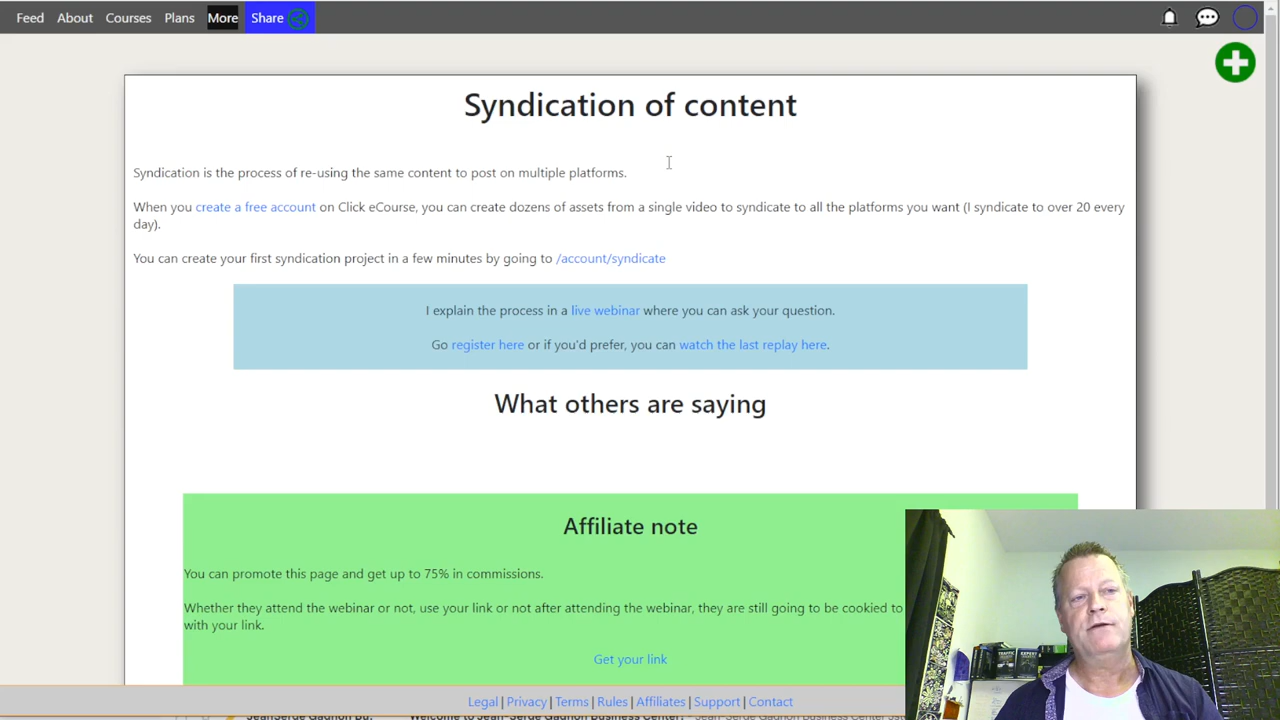 Feed About Courses Plans More Share
Syndication of content
Syndication is the process of re-using the same content to post on multiple platforms.
When you create a free account on Click eCourse, you can create dozens of assets from a single video to syndicate to all the platforms you want (I syndicate to over 20 every
day).
You can create your first syndication project in a few minutes by going to /account/syndicate
I explain the process in a live webinar where you can ask your question.
Go register here or if you'd prefer, you can watch the last replay here.
What others are saying
Affiliate note
You can promote this page and get up to 75% in commissions.
Whether they attend the webinar or not, use your link or not after attending the webinar, they are still going to be cookied to
with your link.
Get your link
Legal | Privacy | Terms | Rules | Affiliates | Support | Contact